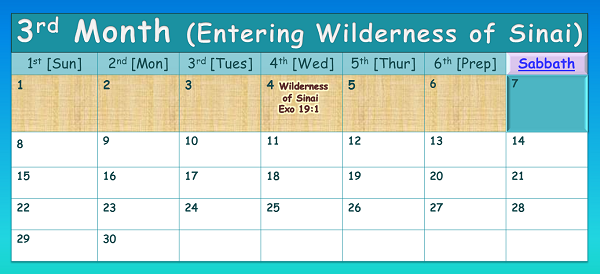 3rd Month (Entering Wilderness of Sinai)
1st [Sun] 2nd [Mon] 3rd [Tues] 4th [Wed] 5th [Thur] 6th [Prep] Sabbath
1 2 3 4 Wilderness 5 6 7
of Sinai
Exo 19:1
8 9 10 11 12 13 14
15 16 17 18 19 20 21
22 23 24 25 26 27 28
29 30